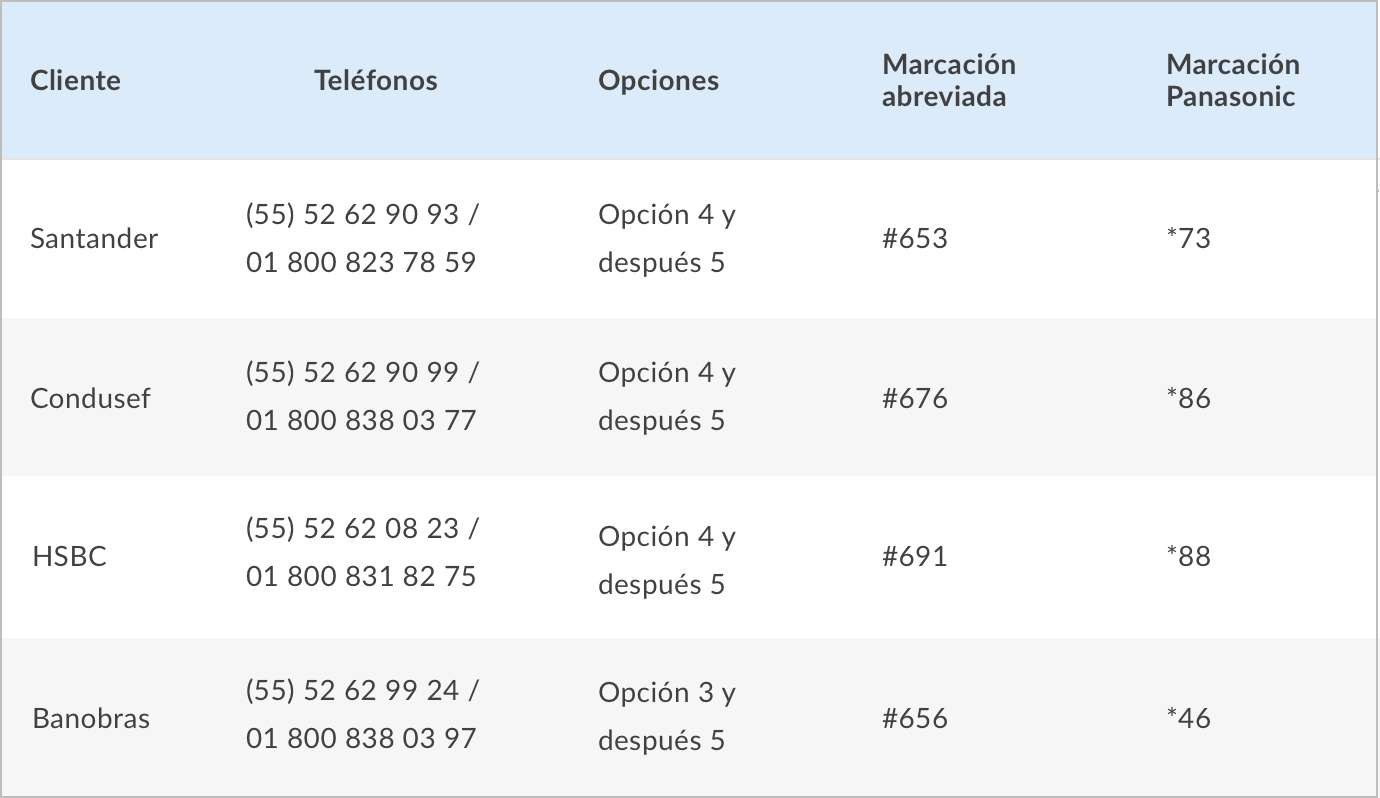 Cliente
Teléfonos
Opciones
Marcación
abreviada
Marcación
Panasonic
Santander
(55) 52 62 90 93 /
01 800 823 78 59
Opción 4 y
después 5
#653
*73
Condusef
(55) 52 62 90 99 /
01 800 838 03 77
Opción 4 y
después 5
#676
*86
HSBC
(55) 52 62 08 23 /
01 800 831 82 75
Opción 4 y
después 5
#691
*88
Banobras
(55) 52 62 99 24 /
01 800 838 03 97
Opción 3 y
después 5
#656
*46